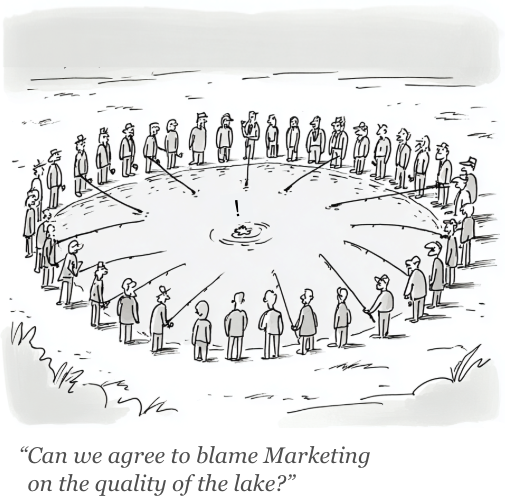 !
“Can we agree to blame Marketing
on the quality of the lake?”